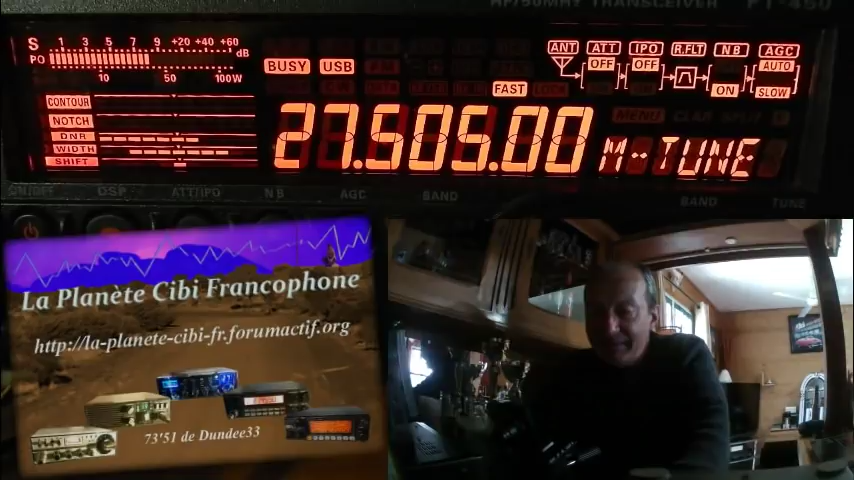 HF/50MHz TRANSCEIVER FT-450
S 1 3 5 7 9 +20 +40 +60 dB
PO 10 50 100W
BUSY USB
FAST
ANT ATT IPO R.FLT NB AGC
OFF OFF AUTO
ON SLOW
CONTOUR
NOTCH
DNR
WIDTH
SHIFT
27.505.00
M-TUNE
MENU
ON/OFF DSP ATT/IPO NB AGC BAND BAND TUNE
La Planète Cibi Francophone
http://la-planete-cibi-fr.forumactif.org
73'51 de Dundee33